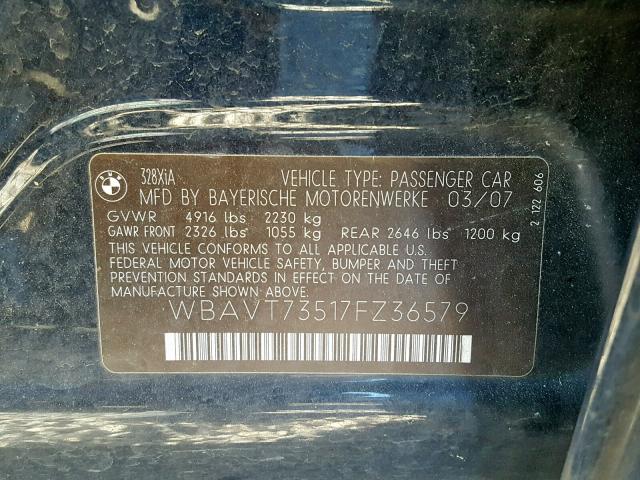 BMW
328XiA
VEHICLE TYPE: PASSENGER CAR
MFD BY BAYERISCHE MOTORENWERKE 03/07
GVWR 4916 lbs 2230 kg
GAWR FRONT 2326 lbs 1055 kg REAR 2646 lbs 1200 kg
THIS VEHICLE CONFORMS TO ALL APPLICABLE U.S.
FEDERAL MOTOR VEHICLE SAFETY, BUMPER AND THEFT
PREVENTION STANDARDS IN EFFECT ON THE DATE OF
MANUFACTURE SHOWN ABOVE.
WBAVT73517FZ36579
2 122 606